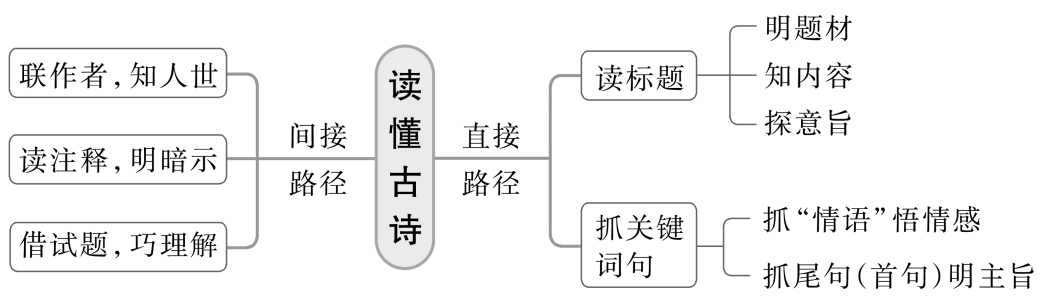 联作者，知人世
读注释，明暗示
借试题，巧理解
间接
路径
读
懂
古
诗
直接
路径
读标题
明题材
知内容
探意旨
抓关键
词句
抓“情语”悟情感
抓尾句(首句)明主旨